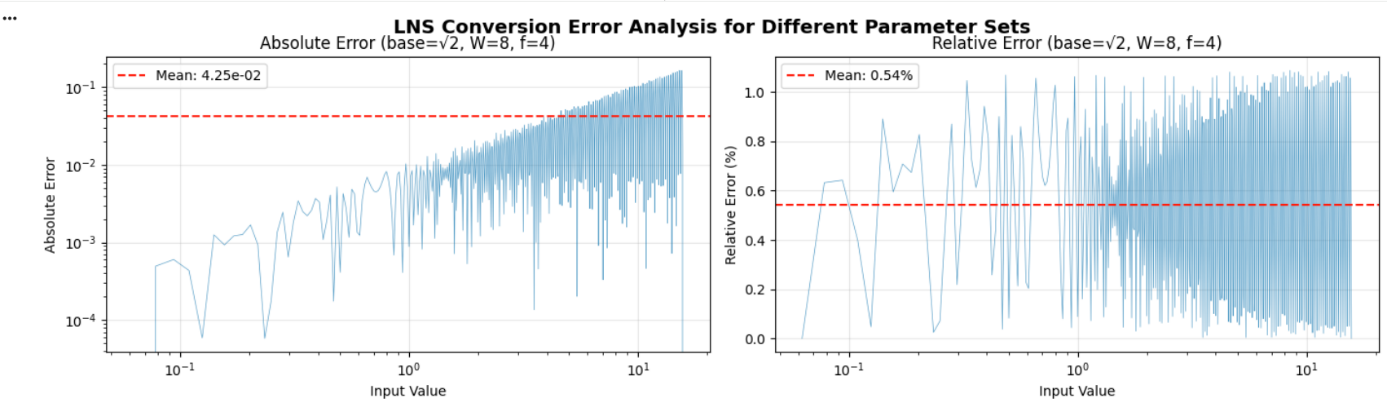 ...
LNS Conversion Error Analysis for Different Parameter Sets
Absolute Error (base=√2, W=8, f=4)
Mean: 4.25e-02
Absolute Error
10⁻¹
10⁻²
10⁻³
10⁻⁴
10⁻¹
10⁰
10¹
Input Value
Relative Error (base=√2, W=8, f=4)
Mean: 0.54%
Relative Error (%)
1.0
0.8
0.6
0.4
0.2
0.0
10⁻¹
10⁰
10¹
Input Value